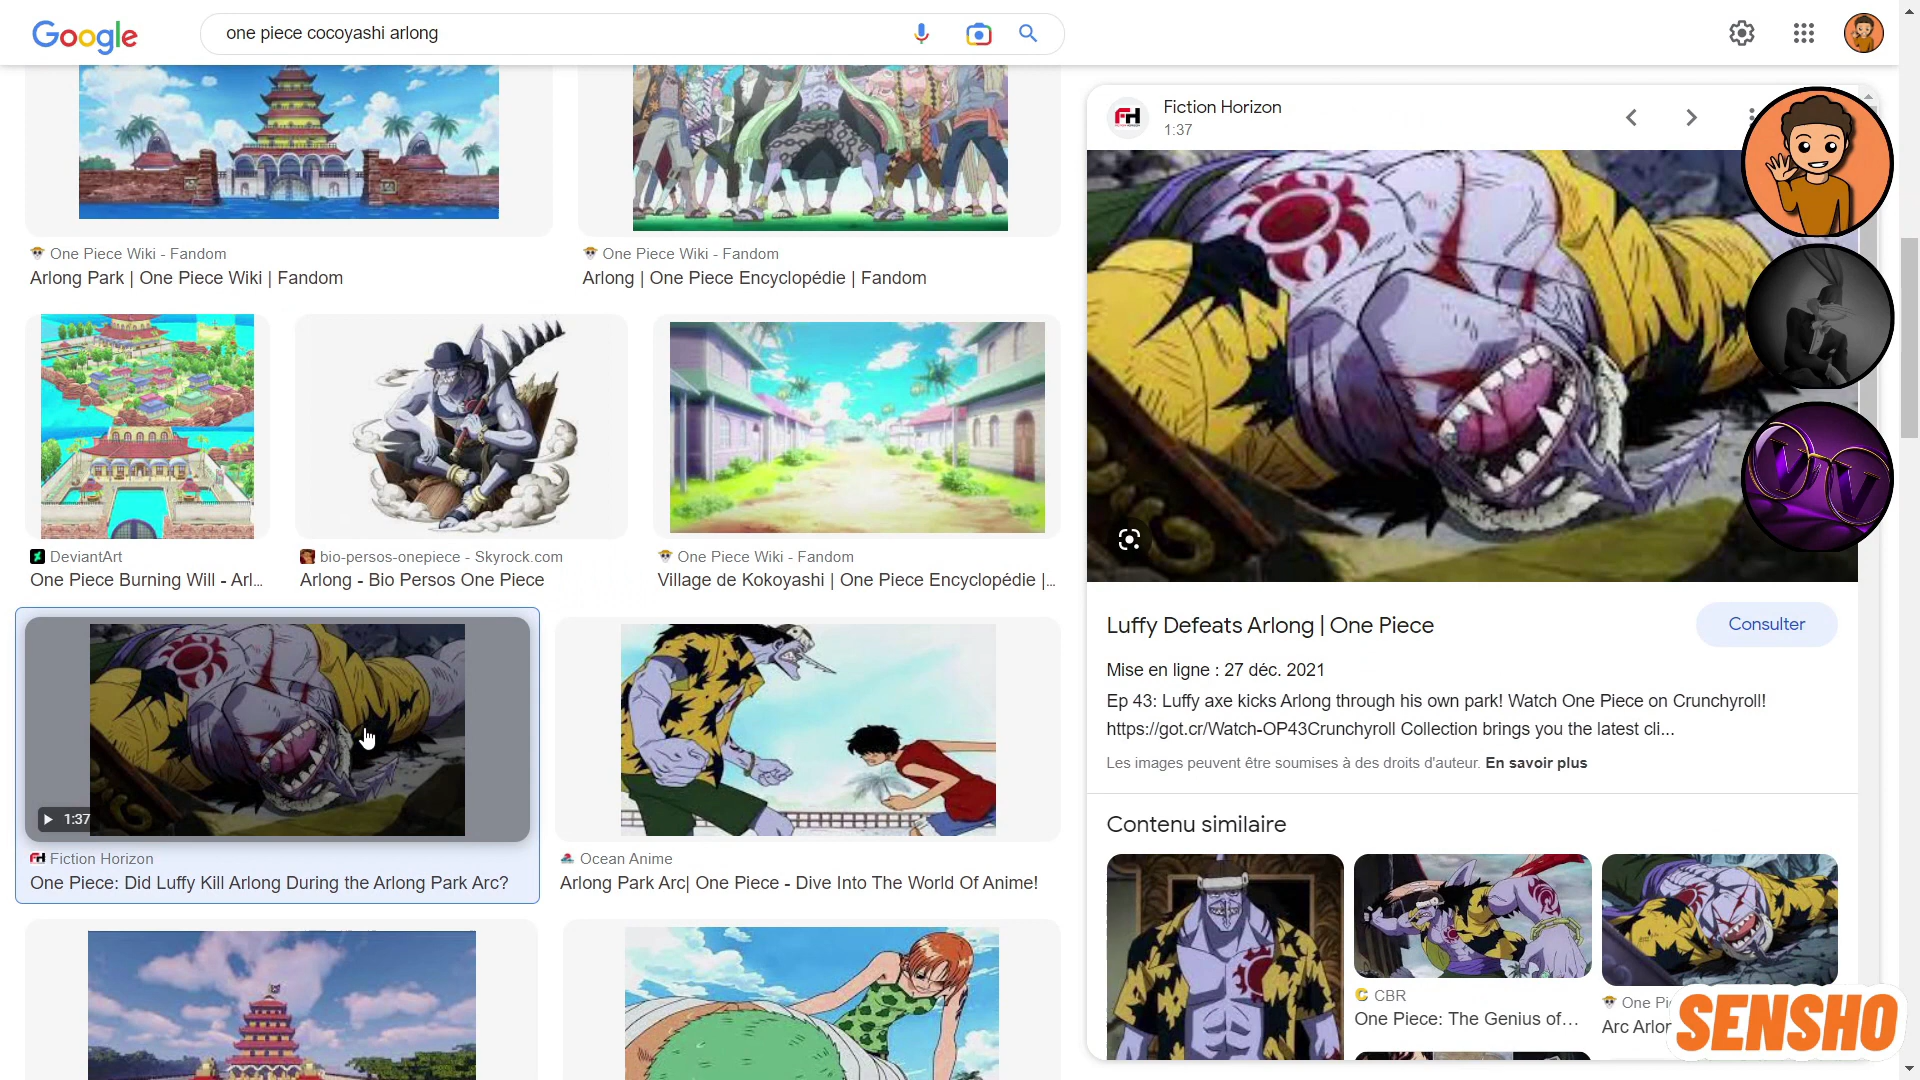 Google
one piece cocoyashi arlong
One Piece Wiki - Fandom
Arlong Park | One Piece Wiki | Fandom
One Piece Wiki - Fandom
Arlong | One Piece Encyclopédie | Fandom
DeviantArt
One Piece Burning Will - Arl...
bio-persos-onepiece - Skyrock.com
Arlong - Bio Persos One Piece
One Piece Wiki - Fandom
Village de Kokoyashi | One Piece Encyclopédie |...
1:37
FH Fiction Horizon
One Piece: Did Luffy Kill Arlong During the Arlong Park Arc?
Ocean Anime
Arlong Park Arc| One Piece - Dive Into The World Of Anime!
FH
Fiction Horizon
1:37
Luffy Defeats Arlong | One Piece
Consulter
Mise en ligne : 27 déc. 2021
Ep 43: Luffy axe kicks Arlong through his own park! Watch One Piece on Crunchyroll!
https://got.cr/Watch-OP43Crunchyroll Collection brings you the latest cli...
Les images peuvent être soumises à des droits d'auteur. En savoir plus
Contenu similaire
C CBR
One Piece: The Genius of...
One Pi
Arc Arlon
VV
SENSHO